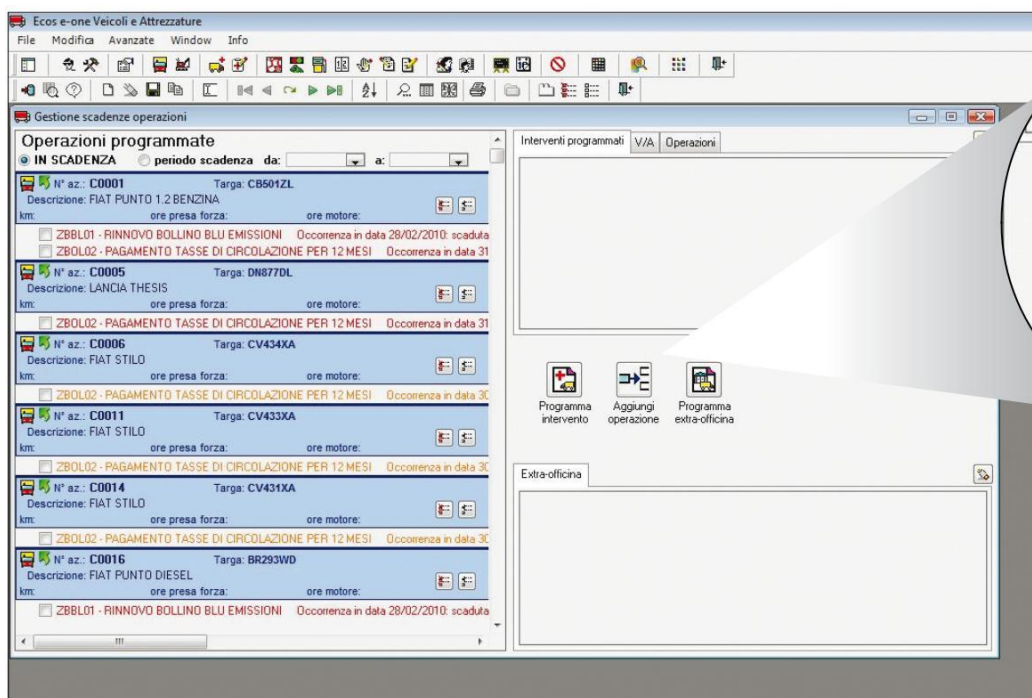 Ecos e-one Veicoli e Attrezzature
File Modifica Avanzate Window Info
Gestione scadenze operazioni
Operazioni programmate
IN SCADENZA periodo scadenza da: a:
N° az.: C0001 Targa: CB501ZL
Descrizione: FIAT PUNTO 1.2 BENZINA
km: ore presa forza: ore motore:
ZBBL01 - RINNOVO BOLLINO BLU EMISSIONI Occorrenza in data 28/02/2010: scaduta
ZBOL02 - PAGAMENTO TASSE DI CIRCOLAZIONE PER 12 MESI Occorrenza in data 31
N° az.: C0005 Targa: DN877DL
Descrizione: LANCIA THESIS
km: ore presa forza: ore motore:
ZBOL02 - PAGAMENTO TASSE DI CIRCOLAZIONE PER 12 MESI Occorrenza in data 31
N° az.: C0006 Targa: CV434XA
Descrizione: FIAT STILO
km: ore presa forza: ore motore:
ZBOL02 - PAGAMENTO TASSE DI CIRCOLAZIONE PER 12 MESI Occorrenza in data 30
N° az.: C0011 Targa: CV433XA
Descrizione: FIAT STILO
km: ore presa forza: ore motore:
ZBOL02 - PAGAMENTO TASSE DI CIRCOLAZIONE PER 12 MESI Occorrenza in data 30
N° az.: C0014 Targa: CV431XA
Descrizione: FIAT STILO
km: ore presa forza: ore motore:
ZBOL02 - PAGAMENTO TASSE DI CIRCOLAZIONE PER 12 MESI Occorrenza in data 30
N° az.: C0016 Targa: BR293WD
Descrizione: FIAT PUNTO DIESEL
km: ore presa forza: ore motore:
ZBBL01 - RINNOVO BOLLINO BLU EMISSIONI Occorrenza in data 28/02/2010: scaduta
Interventi programmati V/A Operazioni
Programma intervento
Aggiungi operazione
Programma extra-officina
Extra-officina